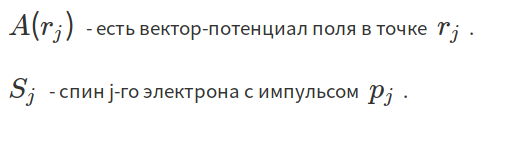 A(r_j) - есть вектор-потенциал поля в точке r_j .
S_j - спин j-го электрона с импульсом p_j .